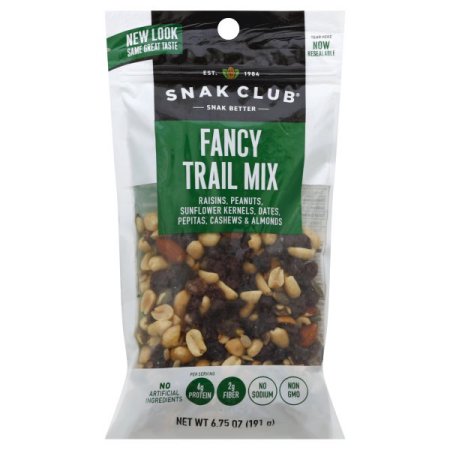 NEW LOOK
SAME GREAT TASTE
TEAR HERE
NOW
RESEALABLE
EST. 1984
SNAK CLUB®
SNAK BETTER
FANCY
TRAIL MIX
RAISINS, PEANUTS,
SUNFLOWER KERNELS, DATES,
PEPITAS, CASHEWS & ALMONDS
PER SERVING
NO
ARTIFICIAL
INGREDIENTS
6g
PROTEIN
2g
FIBER
NO
SODIUM
NON
GMO
NET WT 6.75 OZ (191 g)